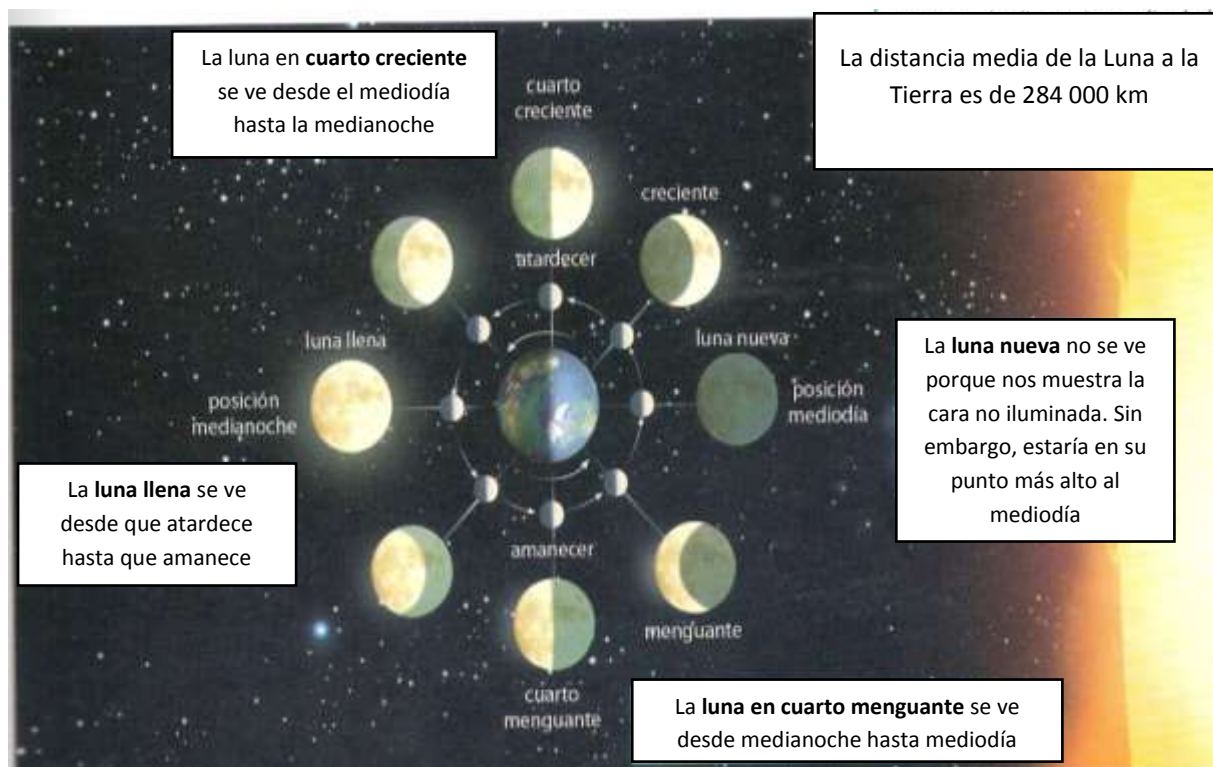 La luna en cuarto creciente
se ve desde el mediodía
hasta la medianoche
La distancia media de la Luna a la
Tierra es de 284 000 km
cuarto
creciente
creciente
atardecer
luna llena
luna nueva
posición
medianoche
posición
mediodía
La luna nueva no se ve
porque nos muestra la
cara no iluminada. Sin
embargo, estaría en su
punto más alto al
mediodía
La luna llena se ve
desde que atardece
hasta que amanece
amanecer
menguante
cuarto
menguante
La luna en cuarto menguante se ve
desde medianoche hasta mediodía